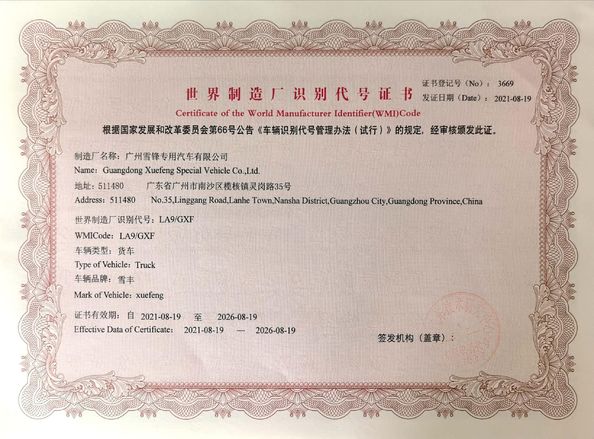 证书登记号（No）： 3669
世界制造厂识别代号证书
发证日期（Date）：2021-08-19
Certificate of the World Manufacturer Identifier(WMI)Code
根据国家发展和改革委员会第66号公告《车辆识别代号管理办法（试行）》的规定，经审核颁发此证。
制造厂名称：广州雪锋专用汽车有限公司
Name：Guangdong Xuefeng Special Vehicle Co.,Ltd.
地址：511480 广东省广州市南沙区榄核镇灵岗路35号
Address：511480 No.35,Linggang Road,Lanhe Town,Nansha District,Guangzhou City,Guangdong Province,China
世界制造厂识别代号：LA9/GXF
WMICode：LA9/GXF
车辆类型：货车
Type of Vehicle：Truck
车辆品牌：雪丰
Mark of Vehicle：xuefeng
证书有效期：自 2021-08-19 至 2026-08-19
Effective Data of Certificate： 2021-08-19 — 2026-08-19
签发机构（盖章）：